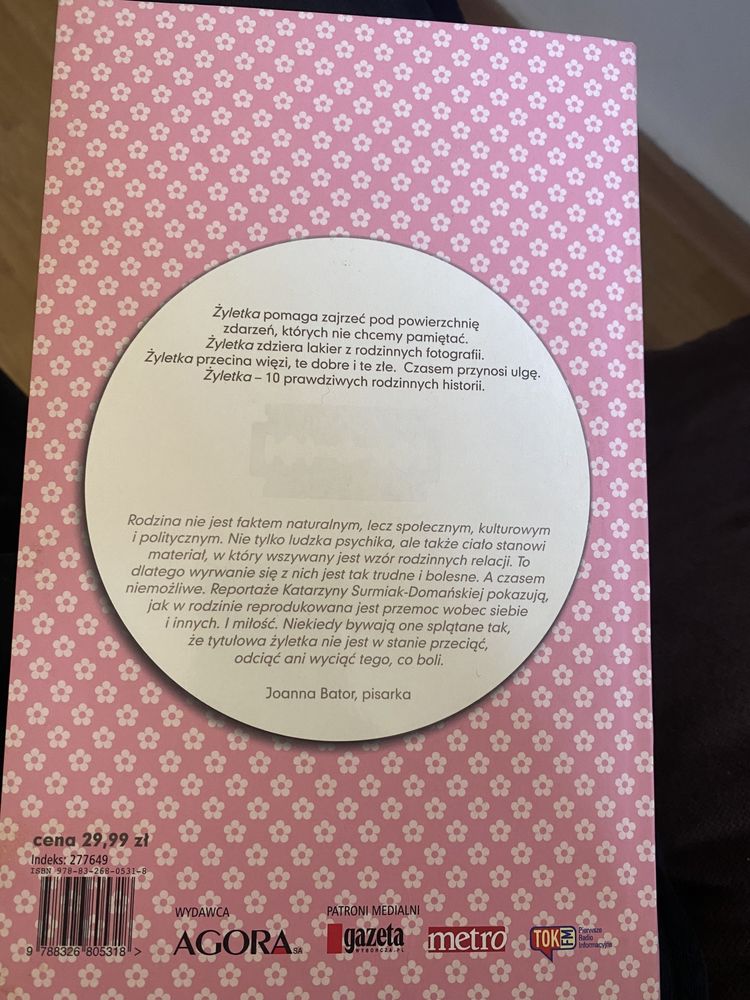 Żyletka pomaga zajrzeć pod powierzchnię
zdarzeń, których nie chcemy pamiętać.
Żyletka zdziera lakier z rodzinnych fotografii.
Żyletka przecina więzi, te dobre i te złe. Czasem przynosi ulgę.
Żyletka – 10 prawdziwych rodzinnych historii.
Rodzina nie jest faktem naturalnym, lecz społecznym, kulturowym
i politycznym. Nie tylko ludzka psychika, ale także ciało stanowi
materiał, w który wszywany jest wzór rodzinnych relacji. To
dlatego wyrwanie się z nich jest tak trudne i bolesne. A czasem
niemożliwe. Reportaże Katarzyny Surmiak-Domańskiej pokazują,
jak w rodzinie reprodukowana jest przemoc wobec siebie
i innych. I miłość. Niekiedy bywają one splątane tak,
że tytułowa żyletka nie jest w stanie przeciąć,
odciąć ani wyciąć tego, co boli.
Joanna Bator, pisarka
cena 29,99 zł
Indeks: 277649
ISBN 978-83-268-0531-8
9 788326 805318 >
WYDAWCA
AGORA SA
PATRONI MEDIALNI
gazeta
WYBORCZA.PL
metro
TOK FM
Pierwsze
Radio
Informacyjne